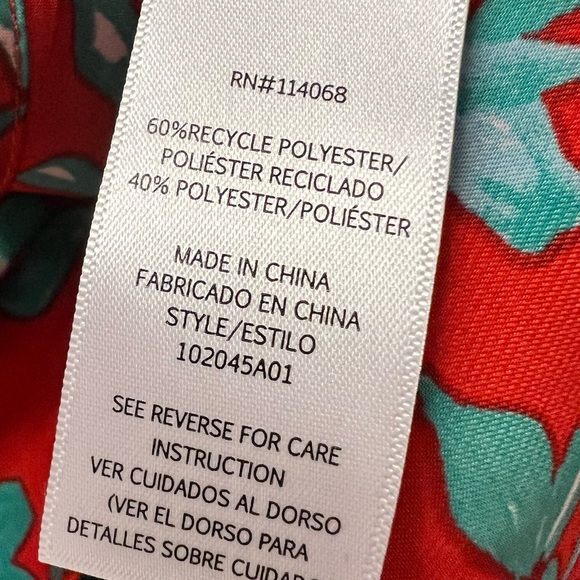 RN#114068
60%RECYCLE POLYESTER/
POLIÉSTER RECICLADO
40% POLYESTER/POLIÉSTER
MADE IN CHINA
FABRICADO EN CHINA
STYLE/ESTILO
102045A01
SEE REVERSE FOR CARE
INSTRUCTION
VER CUIDADOS AL DORSO
(VER EL DORSO PARA
DETALLES SOBRE